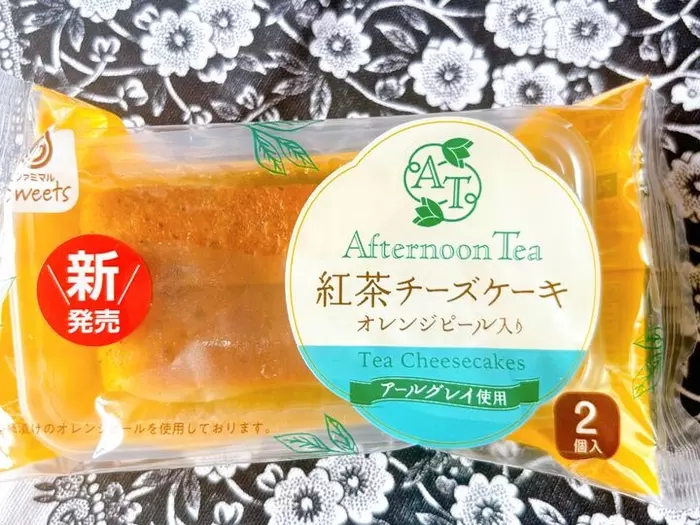 ファミマル
Sweets
新
発売
AT
Afternoon Tea
紅茶チーズケーキ
オレンジピール入り
Tea Cheesecakes
アールグレイ使用
2
個入
漬けのオレンジピールを使用しております。